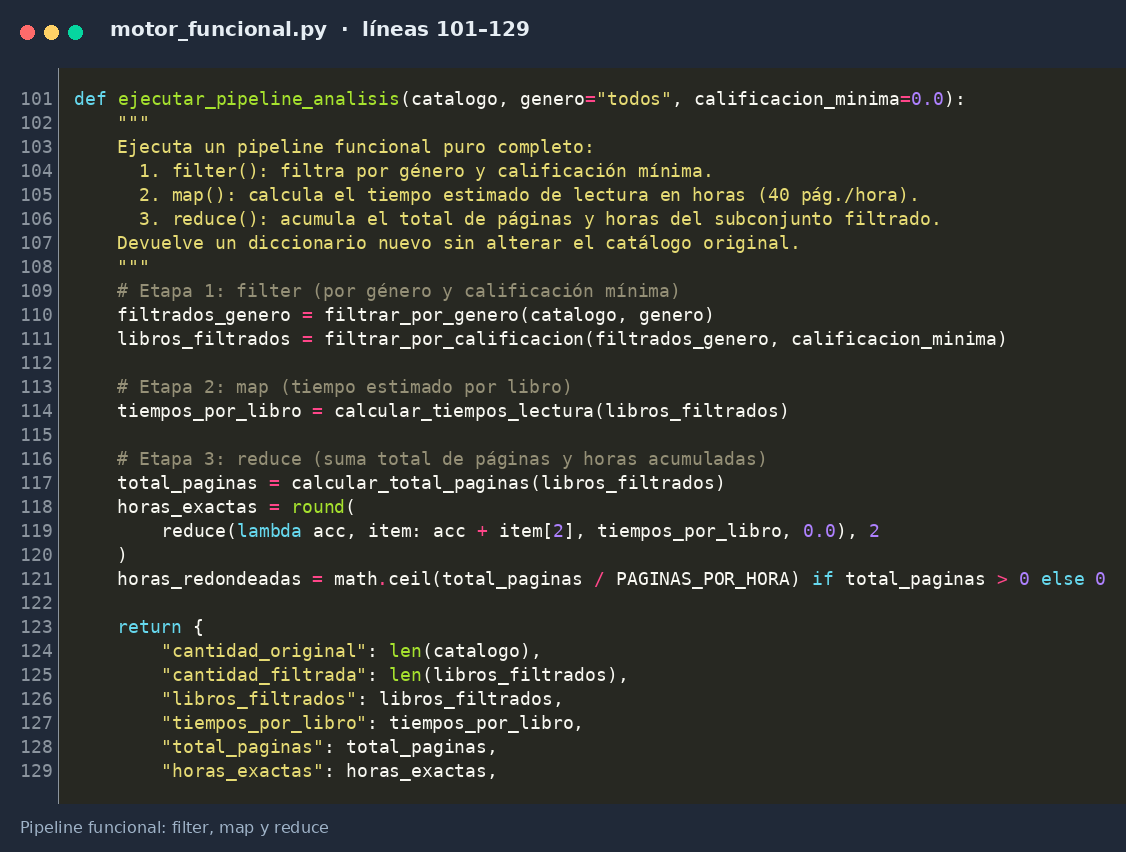 motor_funcional.py · líneas 101–129
101 def ejecutar_pipeline_analisis(catalogo, genero="todos", calificacion_minima=0.0):
102     """
103     Ejecuta un pipeline funcional puro completo:
104       1. filter(): filtra por género y calificación mínima.
105       2. map(): calcula el tiempo estimado de lectura en horas (40 pág./hora).
106       3. reduce(): acumula el total de páginas y horas del subconjunto filtrado.
107     Devuelve un diccionario nuevo sin alterar el catálogo original.
108     """
109     # Etapa 1: filter (por género y calificación mínima)
110     filtrados_genero = filtrar_por_genero(catalogo, genero)
111     libros_filtrados = filtrar_por_calificacion(filtrados_genero, calificacion_minima)
112
113     # Etapa 2: map (tiempo estimado por libro)
114     tiempos_por_libro = calcular_tiempos_lectura(libros_filtrados)
115
116     # Etapa 3: reduce (suma total de páginas y horas acumuladas)
117     total_paginas = calcular_total_paginas(libros_filtrados)
118     horas_exactas = round(
119         reduce(lambda acc, item: acc + item[2], tiempos_por_libro, 0.0), 2
120     )
121     horas_redondeadas = math.ceil(total_paginas / PAGINAS_POR_HORA) if total_paginas > 0 else 0
122
123     return {
124         "cantidad_original": len(catalogo),
125         "cantidad_filtrada": len(libros_filtrados),
126         "libros_filtrados": libros_filtrados,
127         "tiempos_por_libro": tiempos_por_libro,
128         "total_paginas": total_paginas,
129         "horas_exactas": horas_exactas,
Pipeline funcional: filter, map y reduce